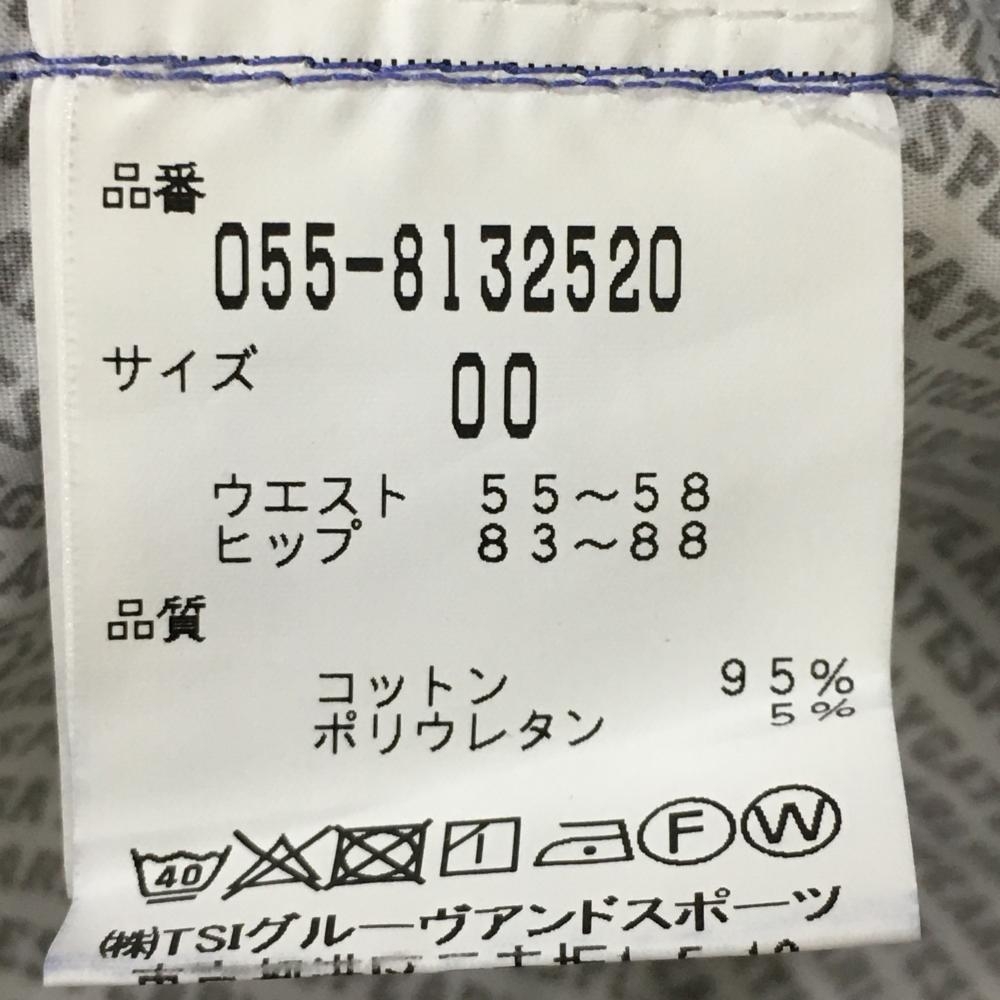 品番
055-8132520
サイズ 00
ウエスト 55～58
ヒップ 83～88
品質
コットン 95%
ポリウレタン 5%
40 F W
(株)TSIグルーヴアンドスポーツ